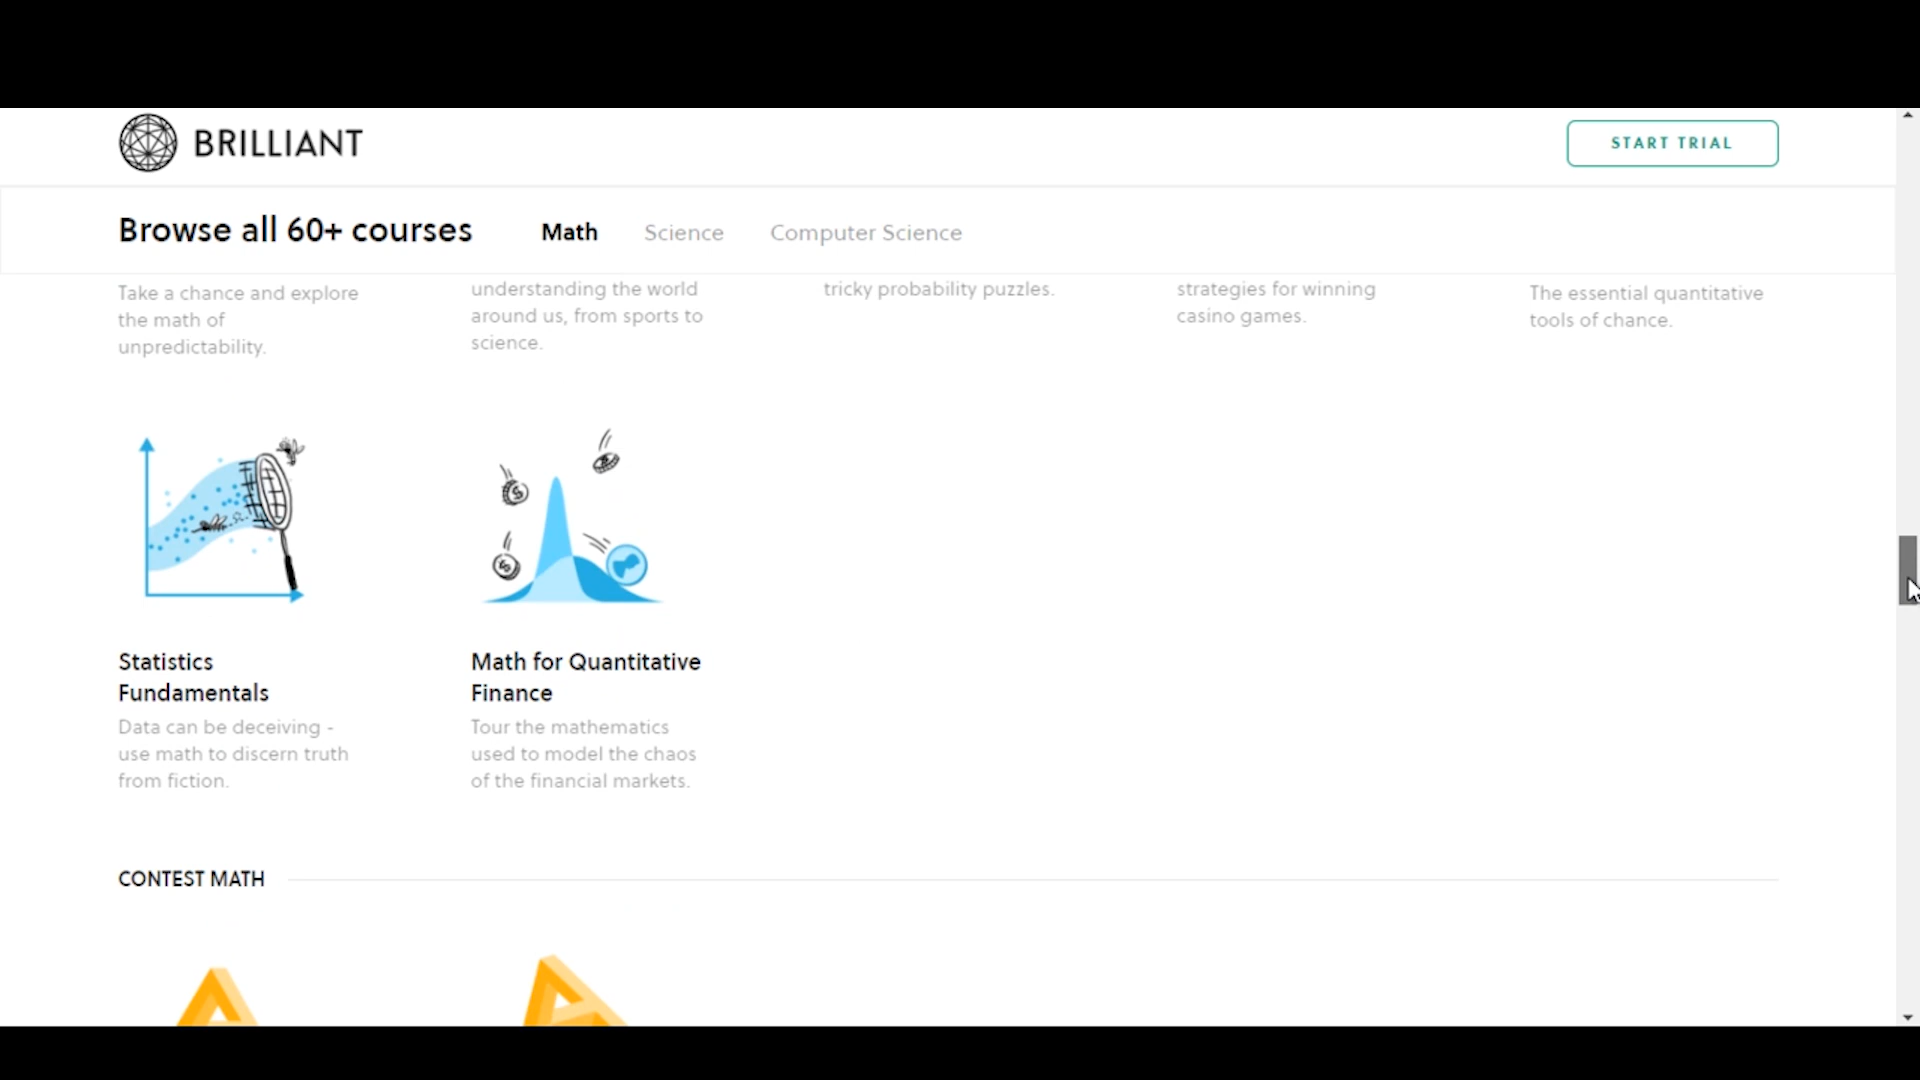 BRILLIANT
START TRIAL
Browse all 60+ courses
Math
Science
Computer Science
Take a chance and explore
the math of
unpredictability.
understanding the world
around us, from sports to
science.
tricky probability puzzles.
strategies for winning
casino games.
The essential quantitative
tools of chance.
Statistics
Fundamentals
Data can be deceiving -
use math to discern truth
from fiction.
Math for Quantitative
Finance
Tour the mathematics
used to model the chaos
of the financial markets.
CONTEST MATH